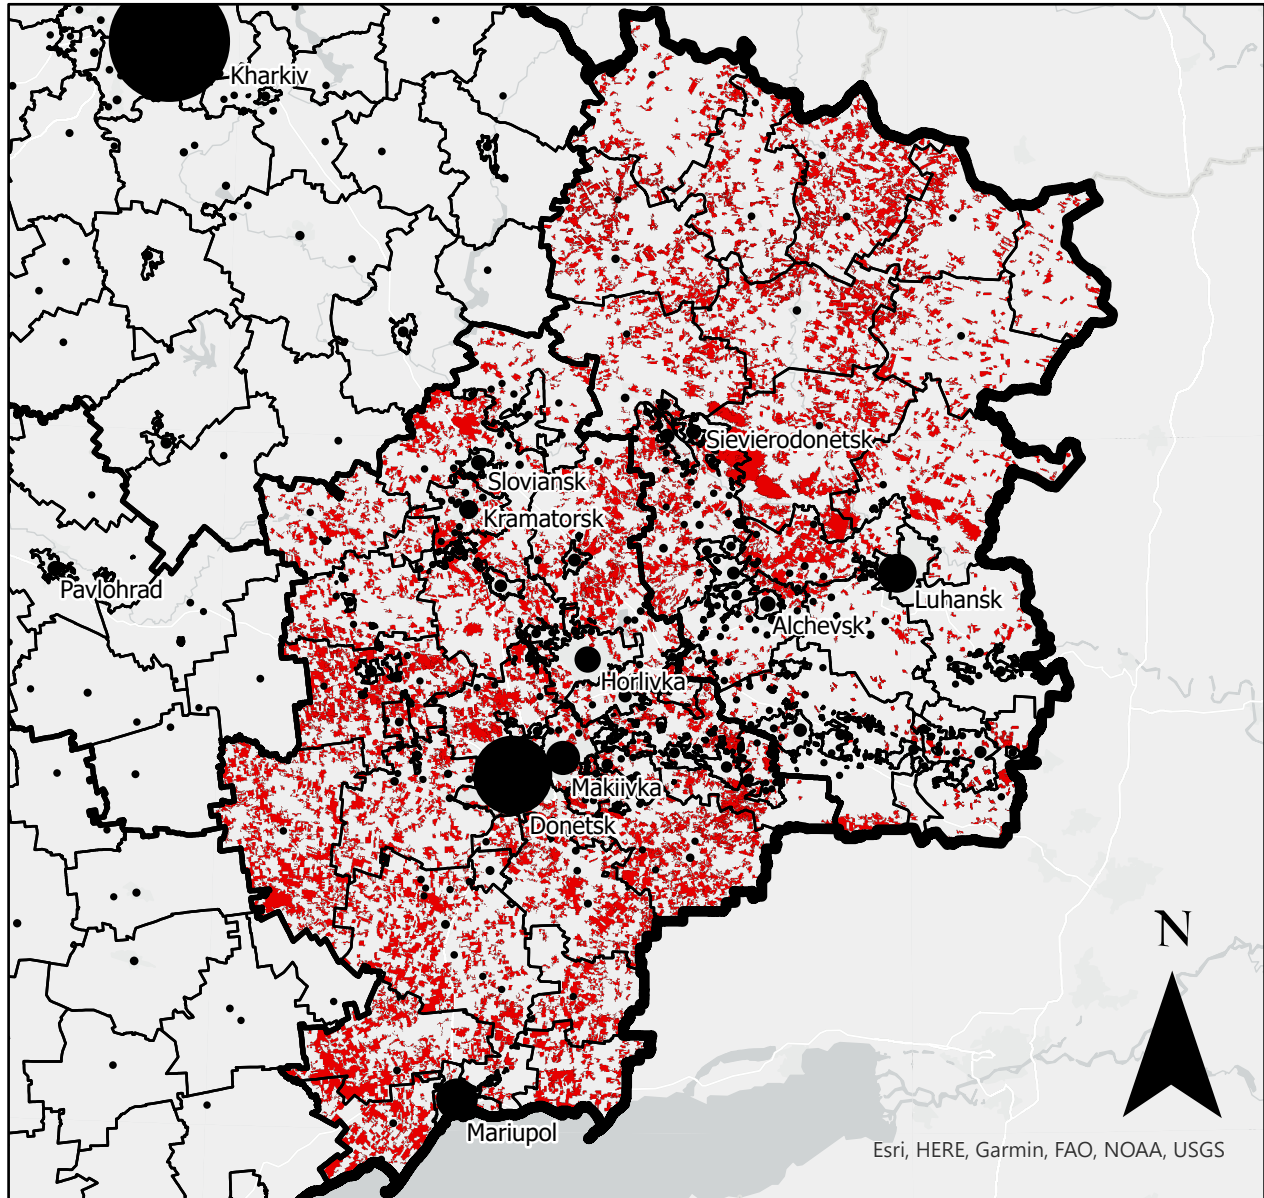 Kharkiv
Sievierodonetsk
Sloviansk
Kramatorsk
Pavlohrad
Luhansk
Alchevsk
Horlivka
Makiivka
Donetsk
N
Mariupol
Esri, HERE, Garmin, FAO, NOAA, USGS